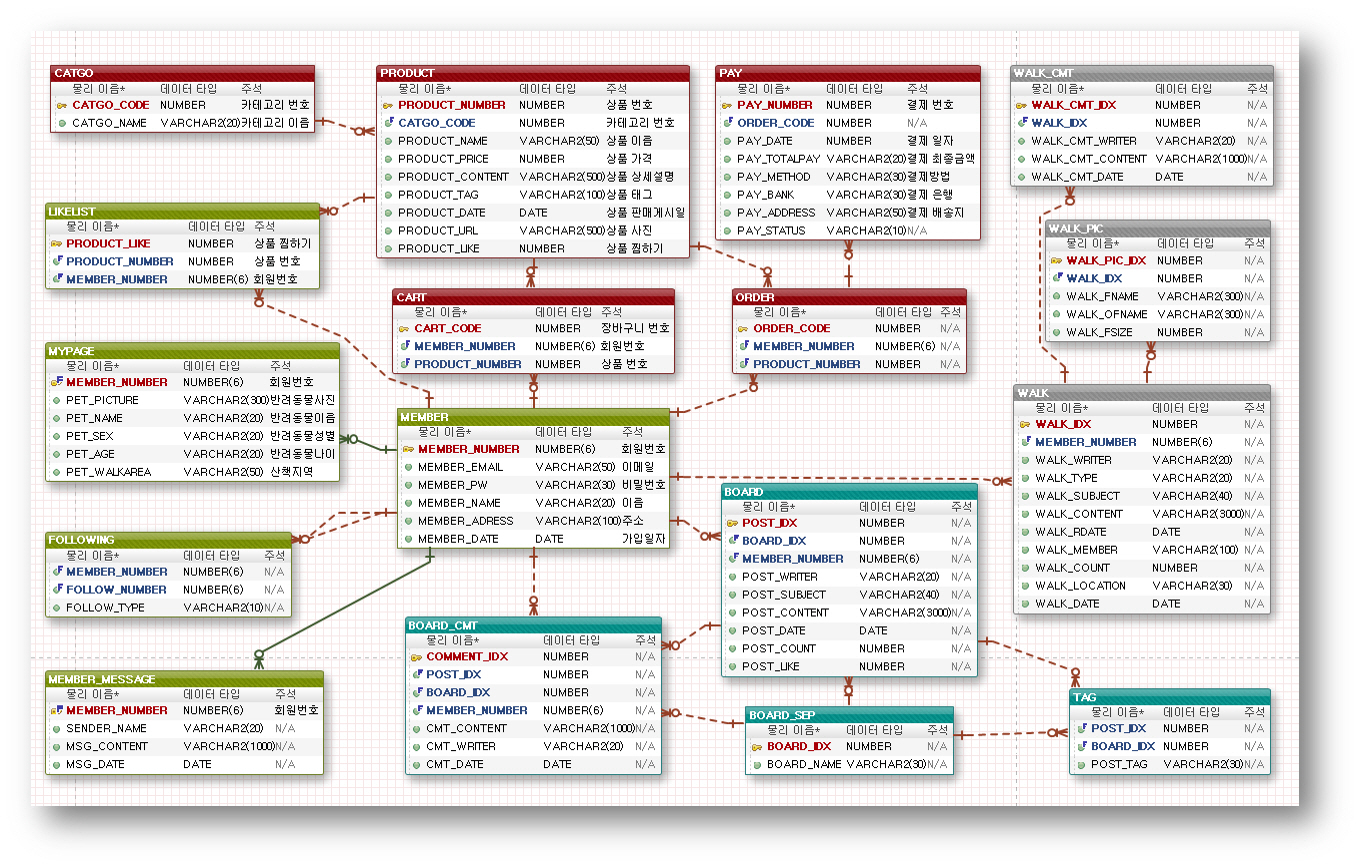 CATGO
물리 이름* 데이터 타입 주석
CATGO_CODE NUMBER 카테고리 번호
CATGO_NAME VARCHAR2(20) 카테고리 이름
PRODUCT
물리 이름* 데이터 타입 주석
PRODUCT_NUMBER NUMBER 상품 번호
CATGO_CODE NUMBER 카테고리 번호
PRODUCT_NAME VARCHAR2(50) 상품 이름
PRODUCT_PRICE NUMBER 상품 가격
PRODUCT_CONTENT VARCHAR2(500) 상품 상세설명
PRODUCT_TAG VARCHAR2(100) 상품 태그
PRODUCT_DATE DATE 상품 판매게시일
PRODUCT_URL VARCHAR2(500) 상품 사진
PRODUCT_LIKE NUMBER 상품 찜하기
PAY
물리 이름* 데이터 타입 주석
PAY_NUMBER NUMBER 결제 번호
ORDER_CODE NUMBER N/A
PAY_DATE NUMBER 결제 일자
PAY_TOTALPAY VARCHAR2(20) 결제 최종금액
PAY_METHOD VARCHAR2(30) 결제방법
PAY_BANK VARCHAR2(30) 결제 은행
PAY_ADDRESS VARCHAR2(50) 결제 배송지
PAY_STATUS VARCHAR2(10) N/A
WALK_CMT
물리 이름* 데이터 타입 주석
WALK_CMT_IDX NUMBER N/A
WALK_IDX NUMBER N/A
WALK_CMT_WRITER VARCHAR2(20) N/A
WALK_CMT_CONTENT VARCHAR2(1000) N/A
WALK_CMT_DATE DATE N/A
LIKELIST
물리 이름* 데이터 타입 주석
PRODUCT_LIKE NUMBER 상품 찜하기
PRODUCT_NUMBER NUMBER 상품 번호
MEMBER_NUMBER NUMBER(6) 회원번호
WALK_PIC
물리 이름* 데이터 타입 주석
WALK_PIC_IDX NUMBER N/A
WALK_IDX NUMBER N/A
WALK_FNAME VARCHAR2(300) N/A
WALK_OFNAME VARCHAR2(300) N/A
WALK_FSIZE NUMBER N/A
CART
물리 이름* 데이터 타입 주석
CART_CODE NUMBER 장바구니 번호
MEMBER_NUMBER NUMBER(6) 회원번호
PRODUCT_NUMBER NUMBER 상품 번호
ORDER
물리 이름* 데이터 타입 주석
ORDER_CODE NUMBER N/A
MEMBER_NUMBER NUMBER(6) N/A
PRODUCT_NUMBER NUMBER N/A
MYPAGE
물리 이름* 데이터 타입 주석
MEMBER_NUMBER NUMBER(6) 회원번호
PET_PICTURE VARCHAR2(300) 반려동물사진
PET_NAME VARCHAR2(20) 반려동물이름
PET_SEX VARCHAR2(20) 반려동물성별
PET_AGE VARCHAR2(20) 반려동물나이
PET_WALKAREA VARCHAR2(50) 산책지역
MEMBER
물리 이름* 데이터 타입 주석
MEMBER_NUMBER NUMBER(6) 회원번호
MEMBER_EMAIL VARCHAR2(50) 이메일
MEMBER_PW VARCHAR2(30) 비밀번호
MEMBER_NAME VARCHAR2(20) 이름
MEMBER_ADRESS VARCHAR2(100) 주소
MEMBER_DATE DATE 가입일자
WALK
물리 이름* 데이터 타입 주석
WALK_IDX NUMBER N/A
MEMBER_NUMBER NUMBER(6) N/A
WALK_WRITER VARCHAR2(20) N/A
WALK_TYPE VARCHAR2(20) N/A
WALK_SUBJECT VARCHAR2(40) N/A
WALK_CONTENT VARCHAR2(3000) N/A
WALK_RDATE DATE N/A
WALK_MEMBER VARCHAR2(100) N/A
WALK_COUNT NUMBER N/A
WALK_LOCATION VARCHAR2(30) N/A
WALK_DATE DATE N/A
BOARD
물리 이름* 데이터 타입 주석
POST_IDX NUMBER N/A
BOARD_IDX NUMBER N/A
MEMBER_NUMBER NUMBER(6) N/A
POST_WRITER VARCHAR2(20) N/A
POST_SUBJECT VARCHAR2(40) N/A
POST_CONTENT VARCHAR2(3000) N/A
POST_DATE DATE N/A
POST_COUNT NUMBER N/A
POST_LIKE NUMBER N/A
FOLLOWING
물리 이름* 데이터 타입 주석
MEMBER_NUMBER NUMBER(6) N/A
FOLLOW_NUMBER NUMBER(6) N/A
FOLLOW_TYPE VARCHAR2(10) N/A
BOARD_CMT
물리 이름* 데이터 타입 주석
COMMENT_IDX NUMBER N/A
POST_IDX NUMBER N/A
BOARD_IDX NUMBER N/A
MEMBER_NUMBER NUMBER(6) N/A
CMT_CONTENT VARCHAR2(1000) N/A
CMT_WRITER VARCHAR2(20) N/A
CMT_DATE DATE N/A
MEMBER_MESSAGE
물리 이름* 데이터 타입 주석
MEMBER_NUMBER NUMBER(6) 회원번호
SENDER_NAME VARCHAR2(20) N/A
MSG_CONTENT VARCHAR2(1000) N/A
MSG_DATE DATE N/A
BOARD_SEP
물리 이름* 데이터 타입 주석
BOARD_IDX NUMBER N/A
BOARD_NAME VARCHAR2(30) N/A
TAG
물리 이름* 데이터 타입 주석
POST_IDX NUMBER N/A
BOARD_IDX NUMBER N/A
POST_TAG VARCHAR2(30) N/A